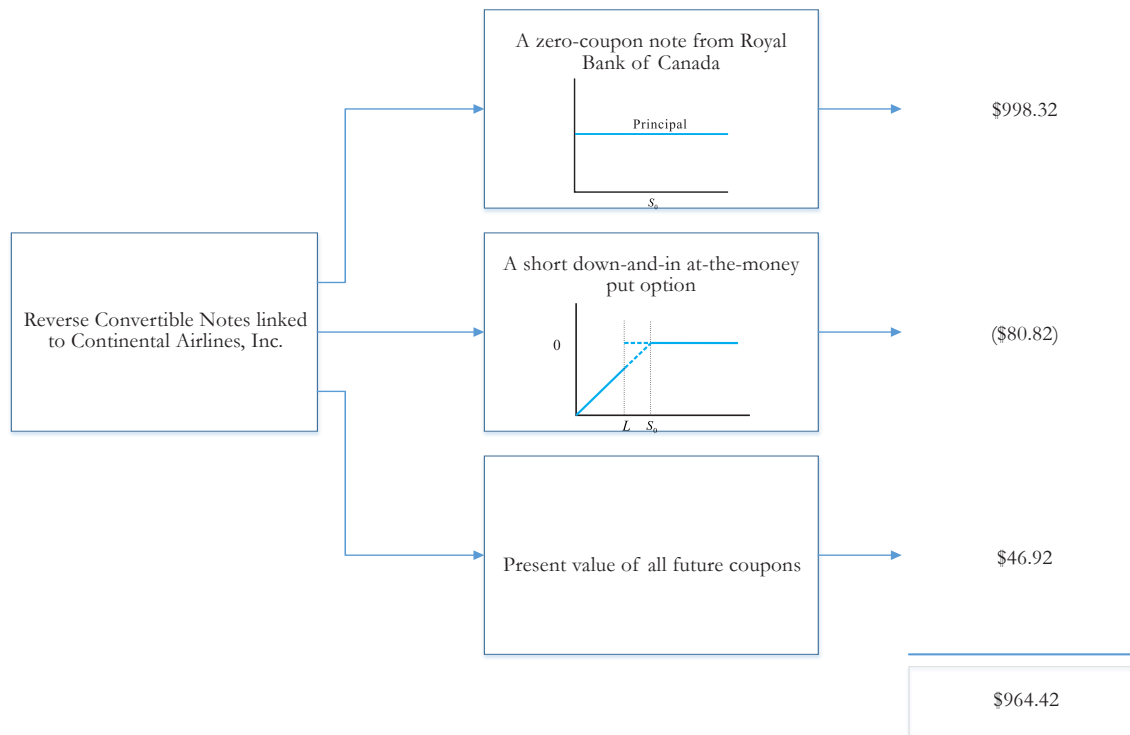 A zero-coupon note from Royal
Bank of Canada
Principal
S₀
$998.32
Reverse Convertible Notes linked
to Continental Airlines, Inc.
A short down-and-in at-the-money
put option
0
L S₀
($80.82)
Present value of all future coupons
$46.92
$964.42